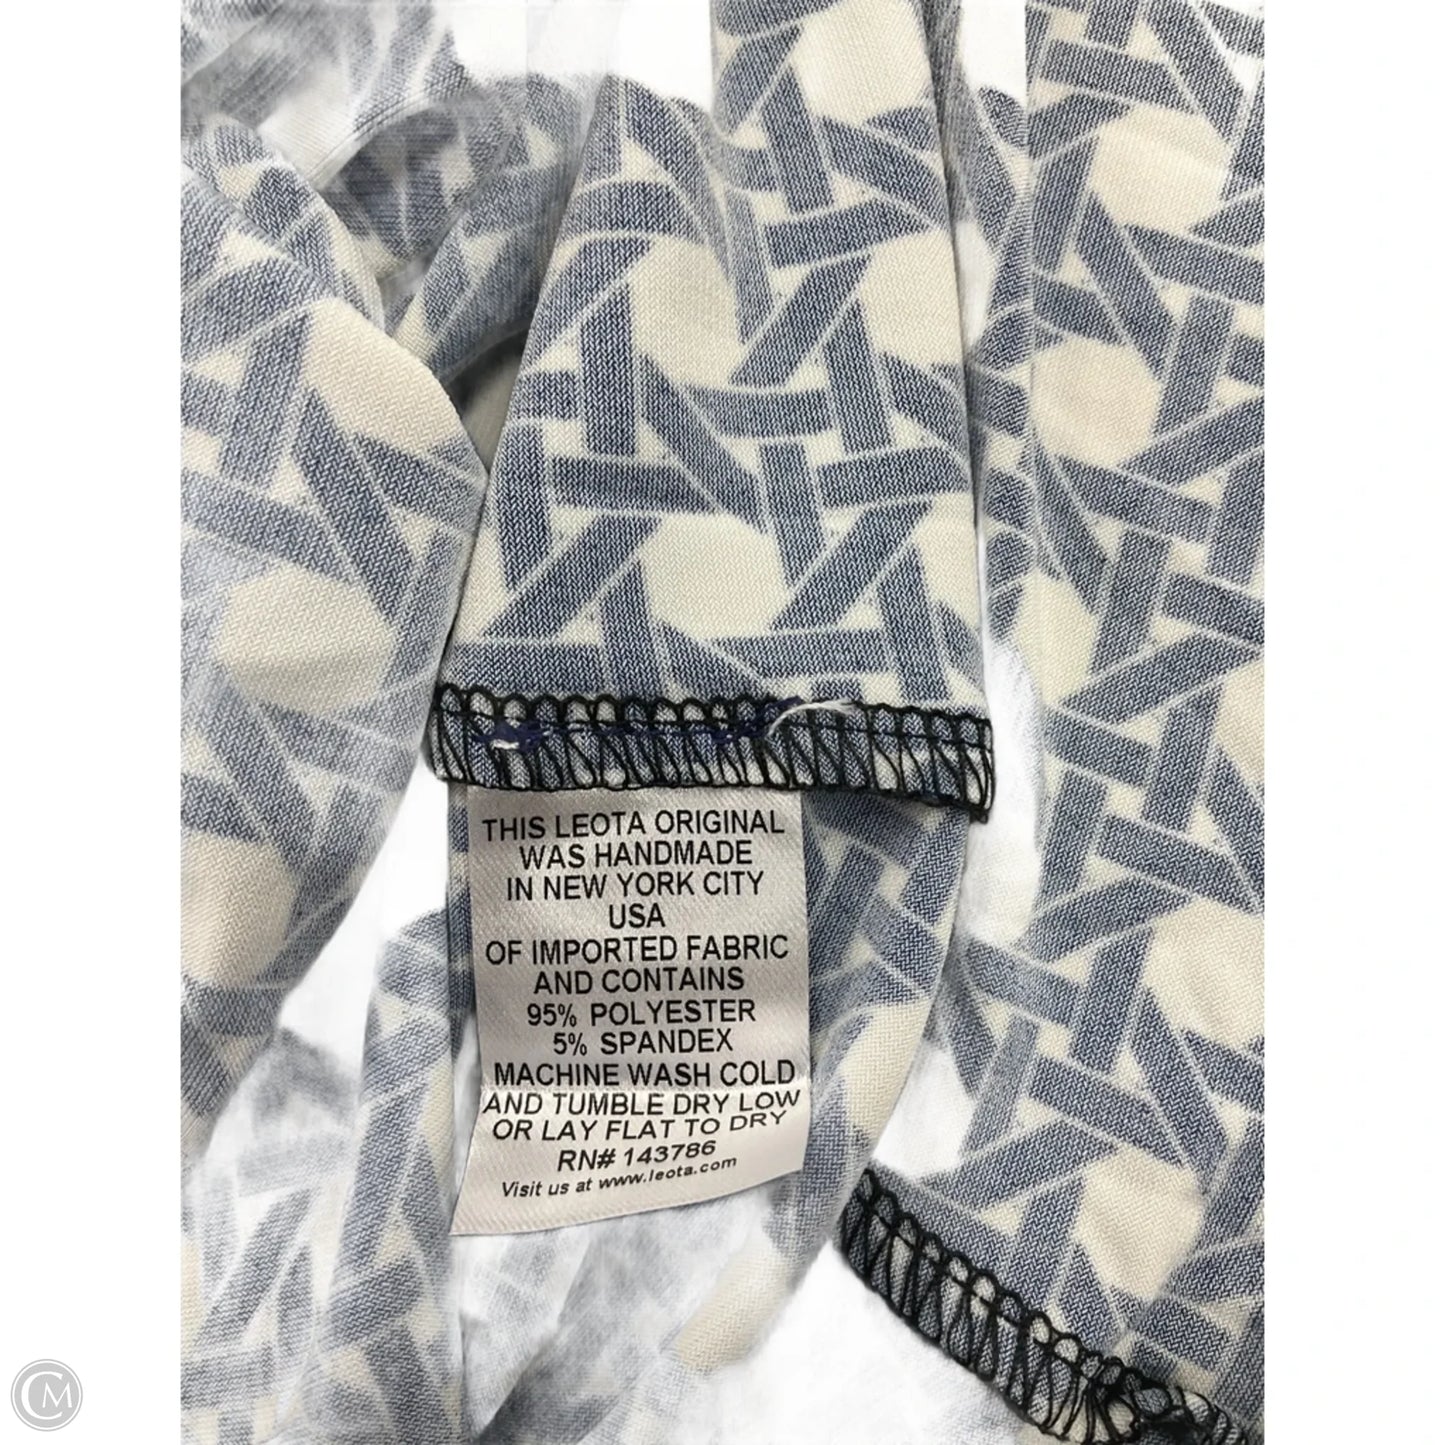 THIS LEOTA ORIGINAL
WAS HANDMADE
IN NEW YORK CITY
USA
OF IMPORTED FABRIC
AND CONTAINS
95% POLYESTER
5% SPANDEX
MACHINE WASH COLD
AND TUMBLE DRY LOW
OR LAY FLAT TO DRY
RN# 143786
Visit us at www.leota.com
CM